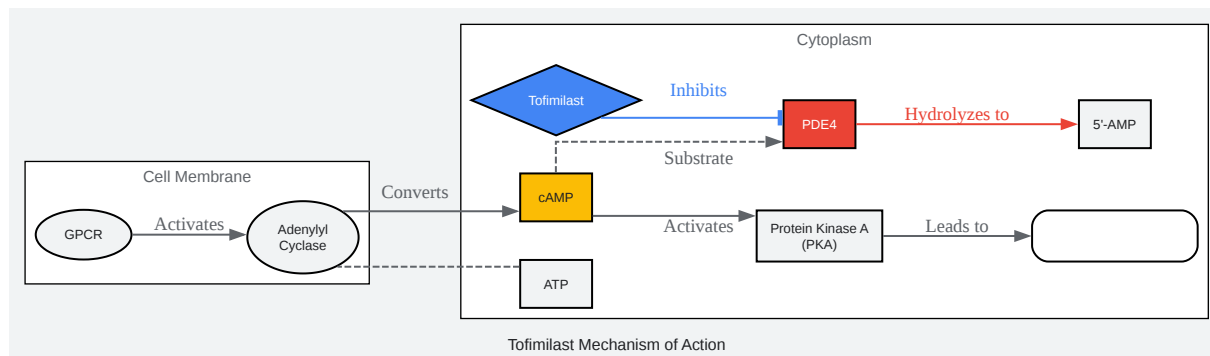 Cytoplasm
Tofimilast
Inhibits
PDE4
Hydrolyzes to
5'-AMP
Substrate
Cell Membrane
GPCR
Activates
Adenylyl
Cyclase
Converts
cAMP
Activates
Protein Kinase A
(PKA)
Leads to
ATP
Tofimilast Mechanism of Action